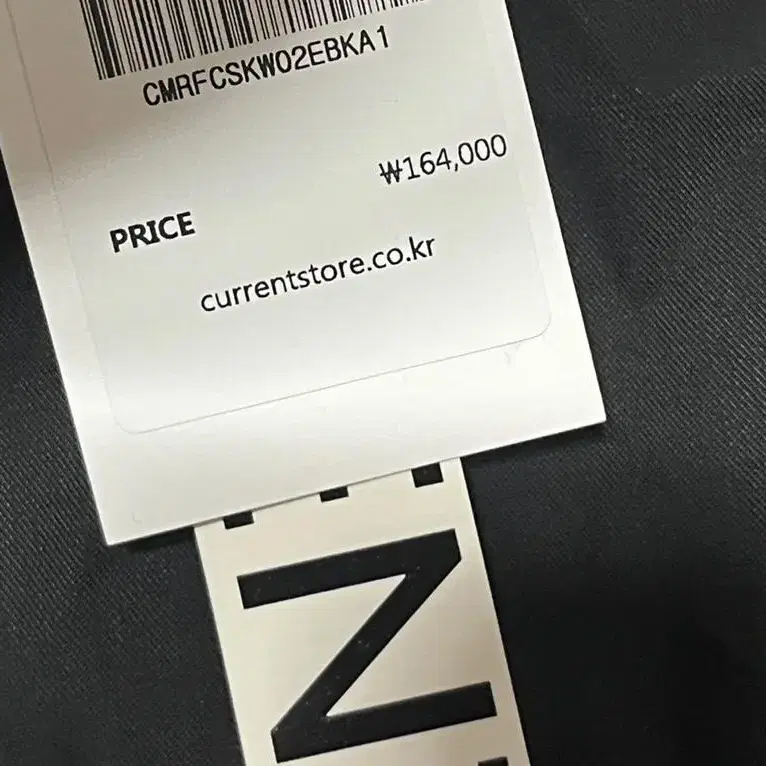 CMRFCSKW02EBKA1
₩164,000
PRICE
currentstore.co.kr
N